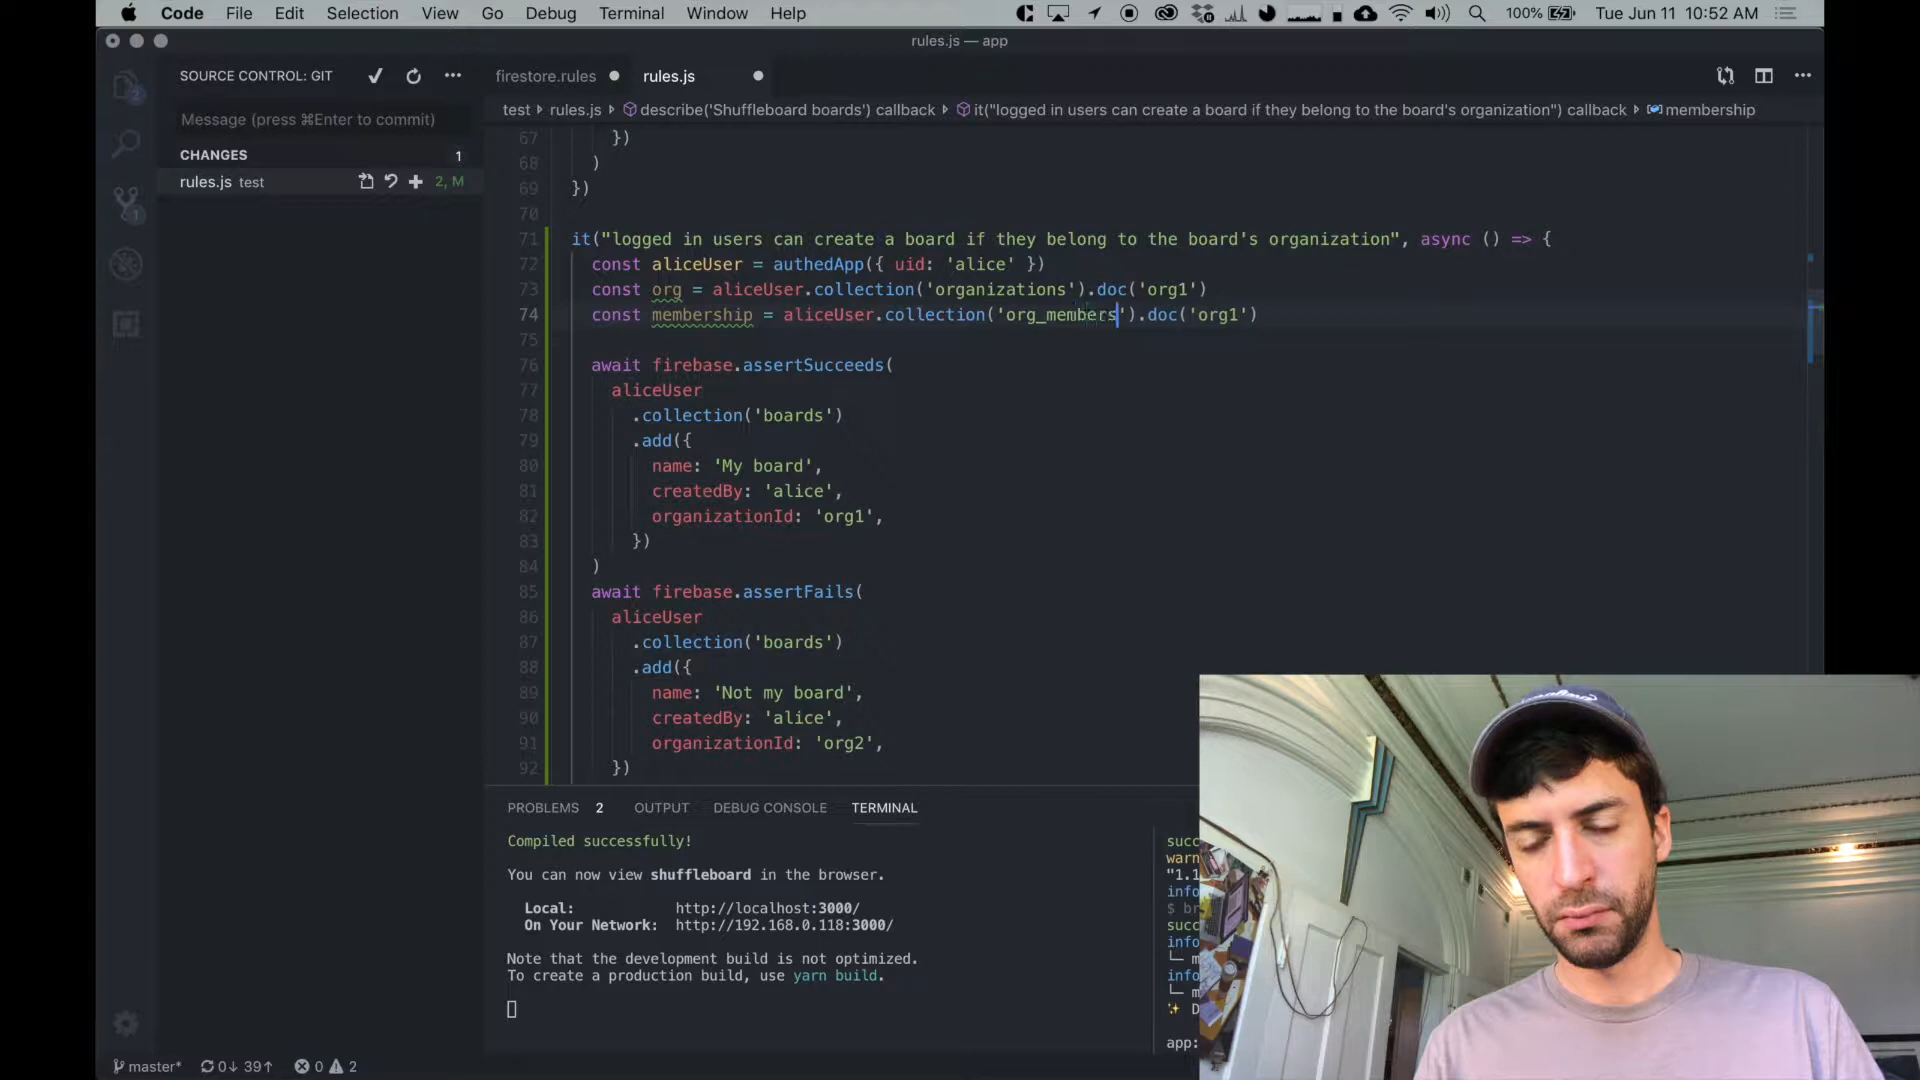 Code File Edit Selection View Go Debug Terminal Window Help 100% Tue Jun 11 10:52 AM
rules.js — app
SOURCE CONTROL: GIT
firestore.rules rules.js
test rules.js describe('Shuffleboard boards') callback it("logged in users can create a board if they belong to the board's organization") callback membership
Message (press ⌘Enter to commit)
CHANGES 1
rules.js test 2, M
67 })
68 )
69 })
70
71 it("logged in users can create a board if they belong to the board's organization", async () => {
72 const aliceUser = authedApp({ uid: 'alice' })
73 const org = aliceUser.collection('organizations').doc('org1')
74 const membership = aliceUser.collection('org_members').doc('org1')
75
76 await firebase.assertSucceeds(
77 aliceUser
78 .collection('boards')
79 .add({
80 name: 'My board',
81 createdBy: 'alice',
82 organizationId: 'org1',
83 })
84 )
85 await firebase.assertFails(
86 aliceUser
87 .collection('boards')
88 .add({
89 name: 'Not my board',
90 createdBy: 'alice',
91 organizationId: 'org2',
92 })
PROBLEMS 2 OUTPUT DEBUG CONSOLE TERMINAL
Compiled successfully!
You can now view shuffleboard in the browser.
Local: http://localhost:3000/
On Your Network: http://192.168.0.118:3000/
Note that the development build is not optimized.
To create a production build, use yarn build.
succ
warn
"1.1
info
$ br
succ
info
└─ m
info
└─ m
✨ D
app:
master* 0↓ 39↑ 0 2